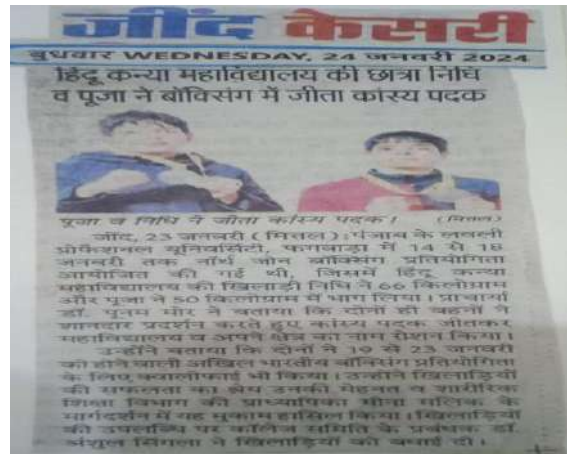 जींद केसरी
बुधवार WEDNESDAY, 24 जनवरी 2024
हिंदू कन्या महाविद्यालय की छात्रा निधि
व पूजा ने बॉक्सिंग में जीता कांस्य पदक
पूजा व निधि ने जीता कांस्य पदक। (मित्तल)
जींद, 23 जनवरी (मित्तल) : पंजाब के लवली
प्रोफैशनल यूनिवर्सिटी, फगवाड़ा में 14 से 18
जनवरी तक नॉर्थ जोन बॉक्सिंग प्रतियोगिता
आयोजित की गई थी, जिसमें हिंदू कन्या
महाविद्यालय की खिलाड़ी निधि ने 66 किलोग्राम
और पूजा ने 50 किलोग्राम में भाग लिया। प्राचार्या
डॉ. पूनम मोर ने बताया कि दोनों ही बहनों ने
शानदार प्रदर्शन करते हुए कांस्य पदक जीतकर
महाविद्यालय व अपने क्षेत्र का नाम रोशन किया।
उन्होंने बताया कि दोनों ने 19 से 23 जनवरी
को होने वाली अखिल भारतीय बॉक्सिंग प्रतियोगिता
के लिए क्वालीफाई भी किया। उन्होंने खिलाड़ियों
की सफलता का श्रेय उनकी मेहनत व शारीरिक
शिक्षा विभाग की प्राध्यापिका मीना मलिक के
मार्गदर्शन में यह मुकाम हासिल किया। खिलाड़ियों
की उपलब्धि पर कॉलेज समिति के प्रबंधक डॉ.
अंशुल सिंगला ने खिलाड़ियों को बधाई दी।